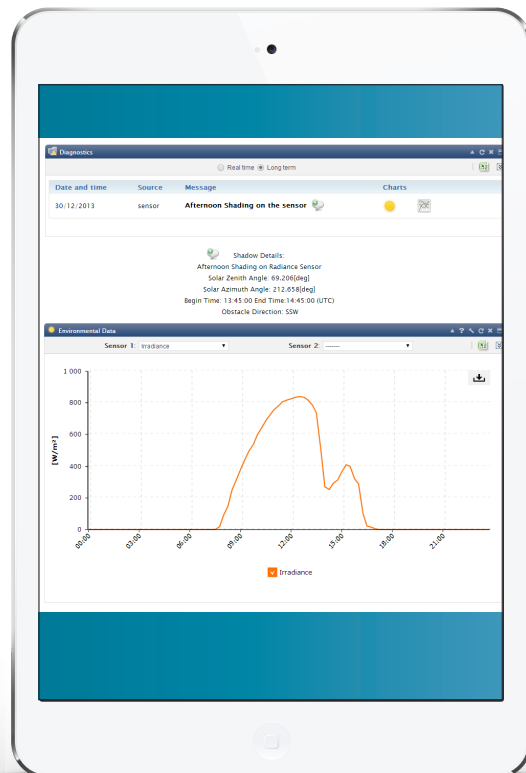 Diagnostics
Real time Long term
Date and time Source Message Charts
30/12/2013 sensor Afternoon Shading on the sensor
Shadow Details:
Afternoon Shading on Radiance Sensor
Solar Zenith Angle: 69.206[deg]
Solar Azimuth Angle: 212.658[deg]
Begin Time: 13:45:00 End Time:14:45:00 (UTC)
Obstacle Direction: SSW
Environmental Data
Sensor 1: Irradiance Sensor 2: -------
1 000
800
600
400
200
0
[W/m²]
00:00 03:00 06:00 09:00 12:00 15:00 18:00 21:00
Irradiance